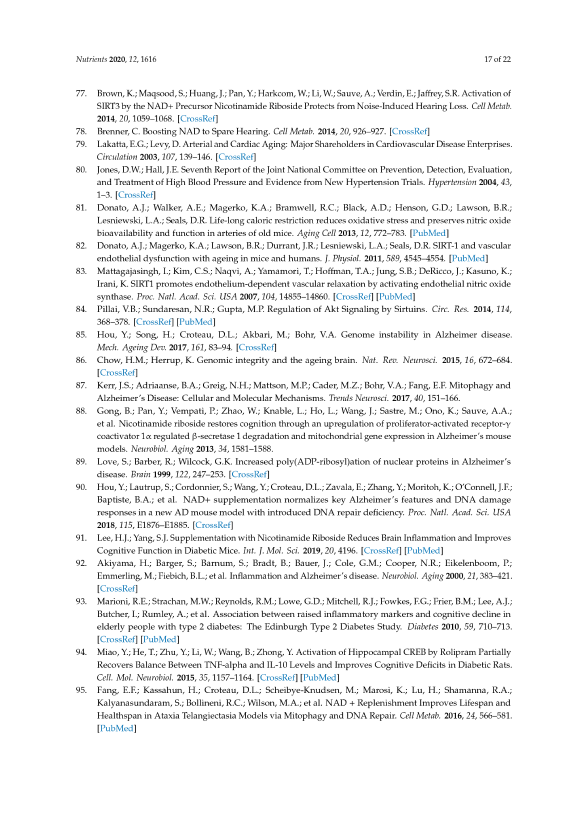 Nutrients 2020, 12, 1616
17 of 22
77. Brown, K.; Maqsood, S.; Huang, J.; Pan, Y.; Harkcom, W.; Li, W.; Sauve, A.; Verdin, E.; Jaffrey, S.R. Activation of
SIRT3 by the NAD+ Precursor Nicotinamide Riboside Protects from Noise-Induced Hearing Loss. Cell Metab.
2014, 20, 1059–1068. [CrossRef]
78. Brenner, C. Boosting NAD to Spare Hearing. Cell Metab. 2014, 20, 926–927. [CrossRef]
79. Lakatta, E.G.; Levy, D. Arterial and Cardiac Aging: Major Shareholders in Cardiovascular Disease Enterprises.
Circulation 2003, 107, 139–146. [CrossRef]
80. Jones, D.W.; Hall, J.E. Seventh Report of the Joint National Committee on Prevention, Detection, Evaluation,
and Treatment of High Blood Pressure and Evidence from New Hypertension Trials. Hypertension 2004, 43,
1–3. [CrossRef]
81. Donato, A.J.; Walker, A.E.; Magerko, K.A.; Bramwell, R.C.; Black, A.D.; Henson, G.D.; Lawson, B.R.;
Lesniewski, L.A.; Seals, D.R. Life-long caloric restriction reduces oxidative stress and preserves nitric oxide
bioavailability and function in arteries of old mice. Aging Cell 2013, 12, 772–783. [PubMed]
82. Donato, A.J.; Magerko, K.A.; Lawson, B.R.; Durrant, J.R.; Lesniewski, L.A.; Seals, D.R. SIRT-1 and vascular
endothelial dysfunction with ageing in mice and humans. J. Physiol. 2011, 589, 4545–4554. [PubMed]
83. Mattagajasingh, I.; Kim, C.S.; Naqvi, A.; Yamamori, T.; Hoffman, T.A.; Jung, S.B.; DeRicco, J.; Kasuno, K.;
Irani, K. SIRT1 promotes endothelium-dependent vascular relaxation by activating endothelial nitric oxide
synthase. Proc. Natl. Acad. Sci. USA 2007, 104, 14855–14860. [CrossRef] [PubMed]
84. Pillai, V.B.; Sundaresan, N.R.; Gupta, M.P. Regulation of Akt Signaling by Sirtuins. Circ. Res. 2014, 114,
368–378. [CrossRef] [PubMed]
85. Hou, Y.; Song, H.; Croteau, D.L.; Akbari, M.; Bohr, V.A. Genome instability in Alzheimer disease.
Mech. Ageing Dev. 2017, 161, 83–94. [CrossRef]
86. Chow, H.M.; Herrup, K. Genomic integrity and the ageing brain. Nat. Rev. Neurosci. 2015, 16, 672–684.
[CrossRef]
87. Kerr, J.S.; Adriaanse, B.A.; Greig, N.H.; Mattson, M.P.; Cader, M.Z.; Bohr, V.A.; Fang, E.F. Mitophagy and
Alzheimer's Disease: Cellular and Molecular Mechanisms. Trends Neurosci. 2017, 40, 151–166.
88. Gong, B.; Pan, Y.; Vempati, P.; Zhao, W.; Knable, L.; Ho, L.; Wang, J.; Sastre, M.; Ono, K.; Sauve, A.A.;
et al. Nicotinamide riboside restores cognition through an upregulation of proliferator-activated receptor-γ
coactivator 1α regulated β-secretase 1 degradation and mitochondrial gene expression in Alzheimer's mouse
models. Neurobiol. Aging 2013, 34, 1581–1588.
89. Love, S.; Barber, R.; Wilcock, G.K. Increased poly(ADP-ribosyl)ation of nuclear proteins in Alzheimer's
disease. Brain 1999, 122, 247–253. [CrossRef]
90. Hou, Y.; Lautrup, S.; Cordonnier, S.; Wang, Y.; Croteau, D.L.; Zavala, E.; Zhang, Y.; Moritoh, K.; O'Connell, J.F.;
Baptiste, B.A.; et al. NAD+ supplementation normalizes key Alzheimer's features and DNA damage
responses in a new AD mouse model with introduced DNA repair deficiency. Proc. Natl. Acad. Sci. USA
2018, 115, E1876–E1885. [CrossRef]
91. Lee, H.J.; Yang, S.J. Supplementation with Nicotinamide Riboside Reduces Brain Inflammation and Improves
Cognitive Function in Diabetic Mice. Int. J. Mol. Sci. 2019, 20, 4196. [CrossRef] [PubMed]
92. Akiyama, H.; Barger, S.; Barnum, S.; Bradt, B.; Bauer, J.; Cole, G.M.; Cooper, N.R.; Eikelenboom, P.;
Emmerling, M.; Fiebich, B.L.; et al. Inflammation and Alzheimer's disease. Neurobiol. Aging 2000, 21, 383–421.
[CrossRef]
93. Marioni, R.E.; Strachan, M.W.; Reynolds, R.M.; Lowe, G.D.; Mitchell, R.J.; Fowkes, F.G.; Frier, B.M.; Lee, A.J.;
Butcher, I.; Rumley, A.; et al. Association between raised inflammatory markers and cognitive decline in
elderly people with type 2 diabetes: The Edinburgh Type 2 Diabetes Study. Diabetes 2010, 59, 710–713.
[CrossRef] [PubMed]
94. Miao, Y.; He, T.; Zhu, Y.; Li, W.; Wang, B.; Zhong, Y. Activation of Hippocampal CREB by Rolipram Partially
Recovers Balance Between TNF-alpha and IL-10 Levels and Improves Cognitive Deficits in Diabetic Rats.
Cell. Mol. Neurobiol. 2015, 35, 1157–1164. [CrossRef] [PubMed]
95. Fang, E.F.; Kassahun, H.; Croteau, D.L.; Scheibye-Knudsen, M.; Marosi, K.; Lu, H.; Shamanna, R.A.;
Kalyanasundaram, S.; Bollineni, R.C.; Wilson, M.A.; et al. NAD + Replenishment Improves Lifespan and
Healthspan in Ataxia Telangiectasia Models via Mitophagy and DNA Repair. Cell Metab. 2016, 24, 566–581.
[PubMed]